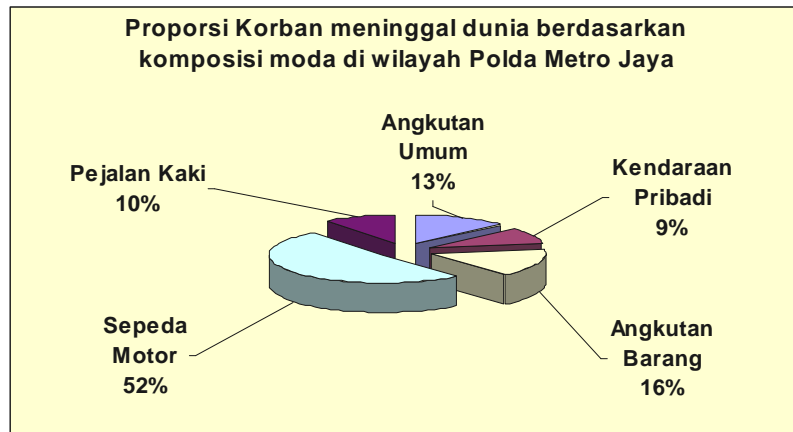 Proporsi Korban meninggal dunia berdasarkan
komposisi moda di wilayah Polda Metro Jaya
Angkutan
Umum
13%
Kendaraan
Pribadi
9%
Angkutan
Barang
16%
Sepeda
Motor
52%
Pejalan Kaki
10%